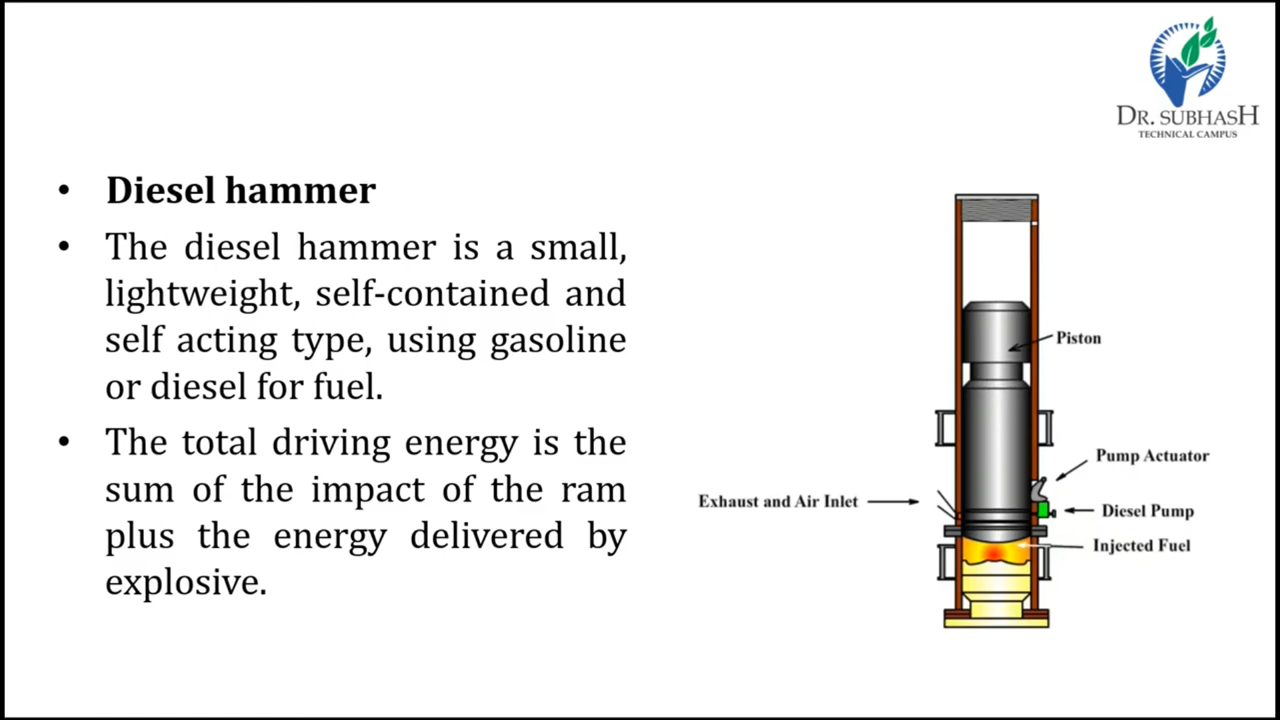 DR. SUBHASH
TECHNICAL CAMPUS
• Diesel hammer
• The diesel hammer is a small,
lightweight, self-contained and
self acting type, using gasoline
or diesel for fuel.
• The total driving energy is the
sum of the impact of the ram
plus the energy delivered by
explosive.
Piston
Pump Actuator
Exhaust and Air Inlet
Diesel Pump
Injected Fuel